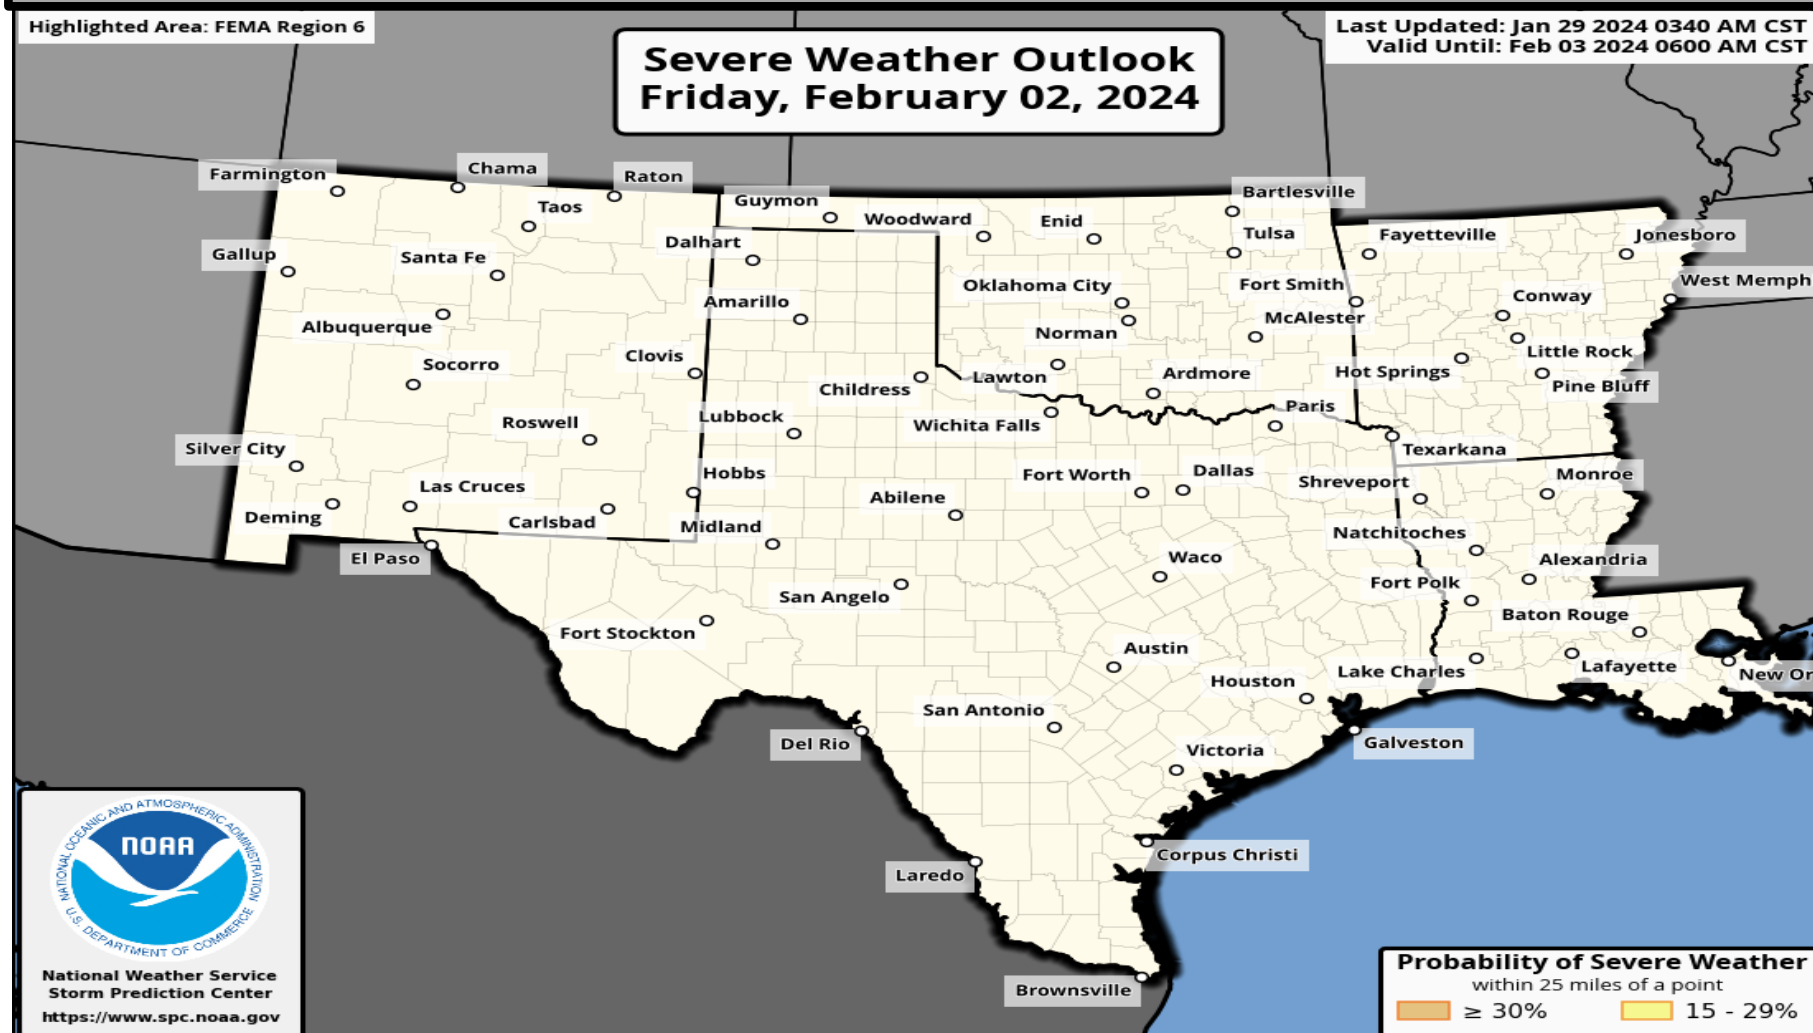 Highlighted Area: FEMA Region 6
Last Updated: Jan 29 2024 0340 AM CST
Valid Until: Feb 03 2024 0600 AM CST
Severe Weather Outlook
Friday, February 02, 2024
Farmington
Chama
Raton
Taos
Guymon
Woodward
Enid
Bartlesville
Tulsa
Fayetteville
Jonesboro
Gallup
Santa Fe
Dalhart
Oklahoma City
Fort Smith
Conway
West Memph
Albuquerque
Amarillo
Norman
McAlester
Little Rock
Socorro
Clovis
Childress
Lawton
Ardmore
Hot Springs
Pine Bluff
Roswell
Lubbock
Wichita Falls
Paris
Texarkana
Silver City
Hobbs
Fort Worth
Dallas
Shreveport
Monroe
Las Cruces
Abilene
Deming
Carlsbad
Midland
Natchitoches
El Paso
Waco
Alexandria
San Angelo
Fort Polk
Fort Stockton
Baton Rouge
Austin
Lake Charles
Lafayette
New Or
Houston
San Antonio
Del Rio
Victoria
Galveston
Corpus Christi
Laredo
Brownsville
NATIONAL OCEANIC AND ATMOSPHERIC ADMINISTRATION
NOAA
U.S. DEPARTMENT OF COMMERCE
National Weather Service
Storm Prediction Center
https://www.spc.noaa.gov
Probability of Severe Weather
within 25 miles of a point
≥ 30%
15 - 29%